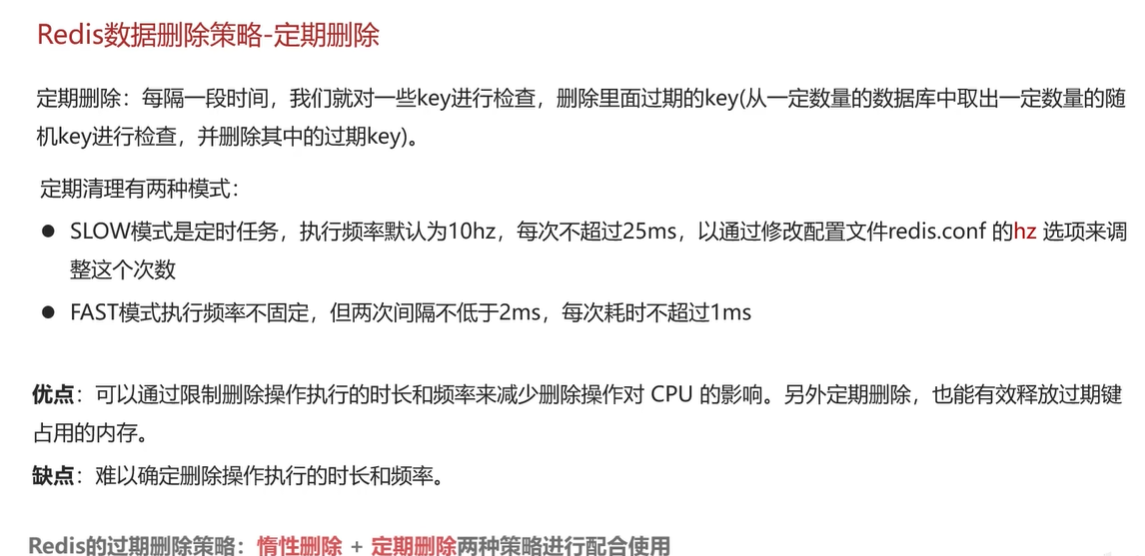 Redis数据删除策略-定期删除
定期删除：每隔一段时间，我们就对一些key进行检查，删除里面过期的key(从一定数量的数据库中取出一定数量的随
机key进行检查，并删除其中的过期key)。
定期清理有两种模式：
● SLOW模式是定时任务，执行频率默认为10hz，每次不超过25ms，以通过修改配置文件redis.conf 的hz 选项来调
整这个次数
● FAST模式执行频率不固定，但两次间隔不低于2ms，每次耗时不超过1ms
优点：可以通过限制删除操作执行的时长和频率来减少删除操作对 CPU 的影响。另外定期删除，也能有效释放过期键
占用的内存。
缺点：难以确定删除操作执行的时长和频率。
Redis的过期删除策略：惰性删除 + 定期删除两种策略进行配合使用